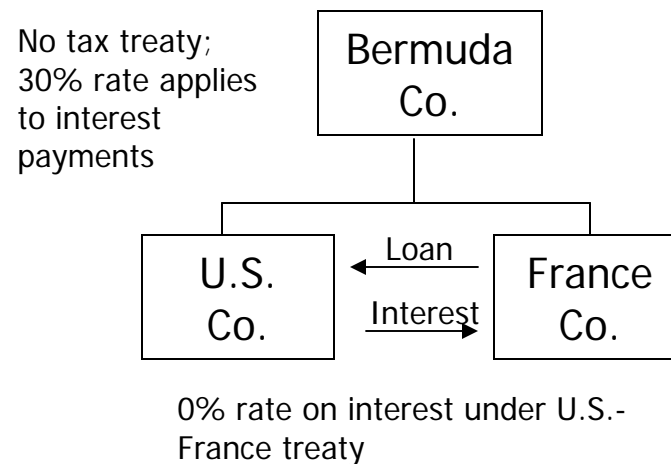 No tax treaty;
30% rate applies
to interest
payments
Bermuda
Co.
U.S.
Co.
Loan
Interest
France
Co.
0% rate on interest under U.S.-
France treaty